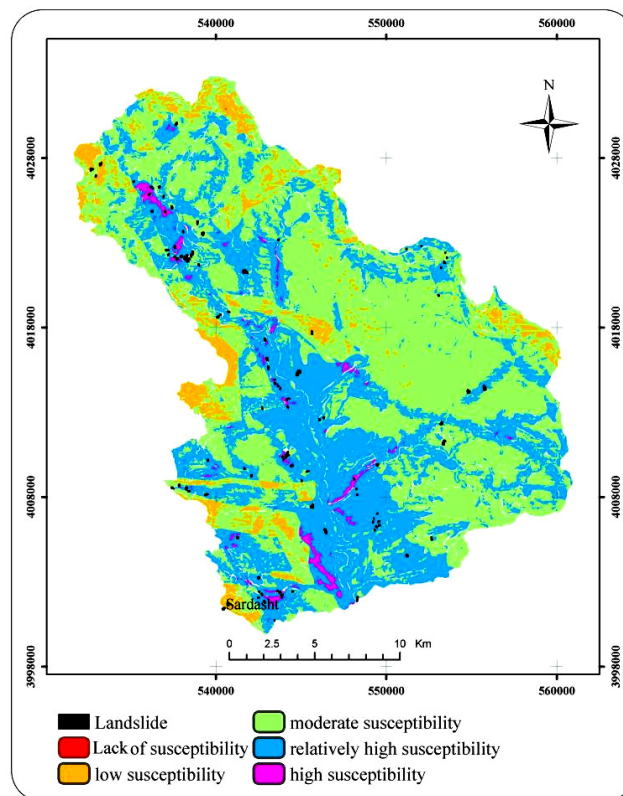 540000 550000 560000
N
4028000 4028000
4018000 4018000
4008000 4008000
Sardasht
0 2.5 5 10 Km
3998000 3998000
540000 550000 560000
Landslide moderate susceptibility
Lack of susceptibility relatively high susceptibility
low susceptibility high susceptibility